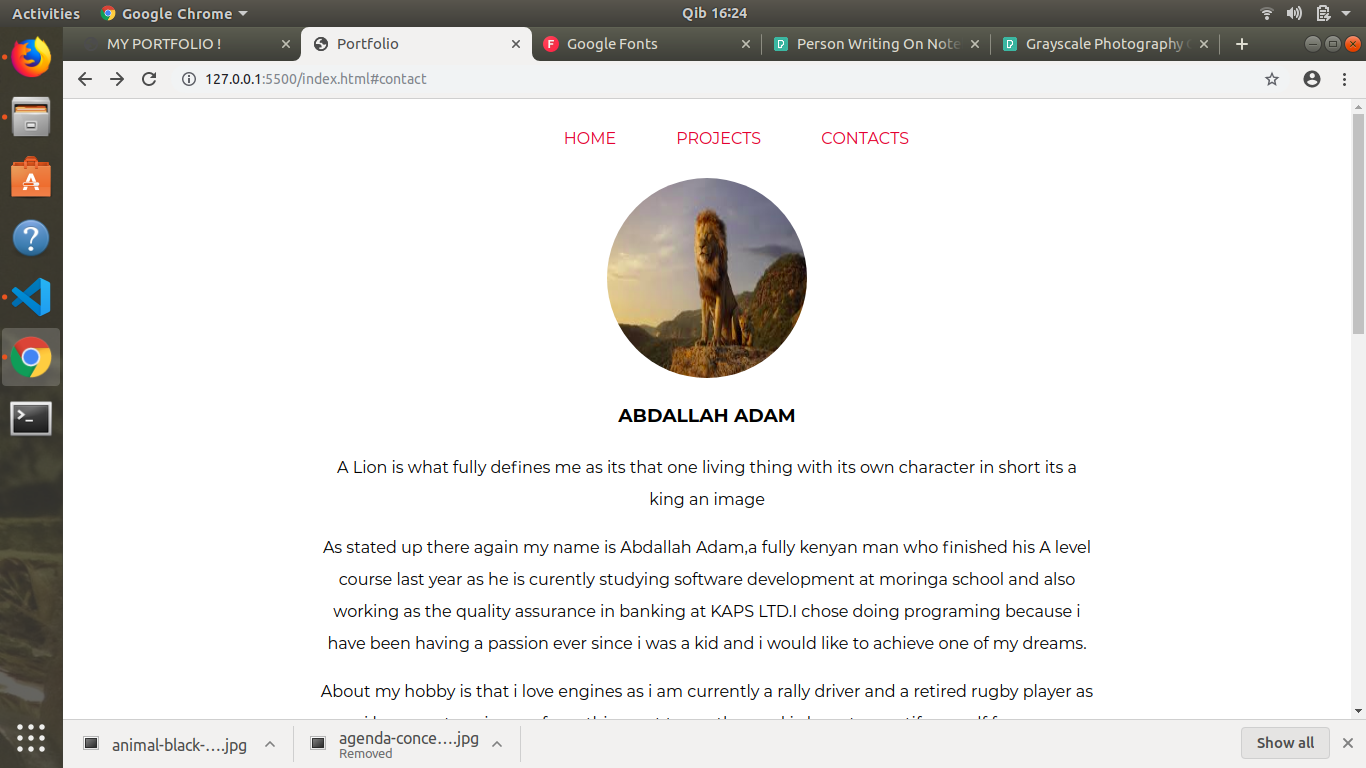 Activities Google Chrome Qib 16:24
MY PORTFOLIO ! Portfolio Google Fonts Person Writing On Note Grayscale Photography
127.0.0.1:5500/index.html#contact
HOME PROJECTS CONTACTS
ABDALLAH ADAM
A Lion is what fully defines me as its that one living thing with its own character in short its a
king an image
As stated up there again my name is Abdallah Adam,a fully kenyan man who finished his A level
course last year as he is curently studying software development at moringa school and also
working as the quality assurance in banking at KAPS LTD.I chose doing programing because i
have been having a passion ever since i was a kid and i would like to achieve one of my dreams.
About my hobby is that i love engines as i am currently a rally driver and a retired rugby player as
animal-black-....jpg
agenda-conce....jpg
Removed
Show all